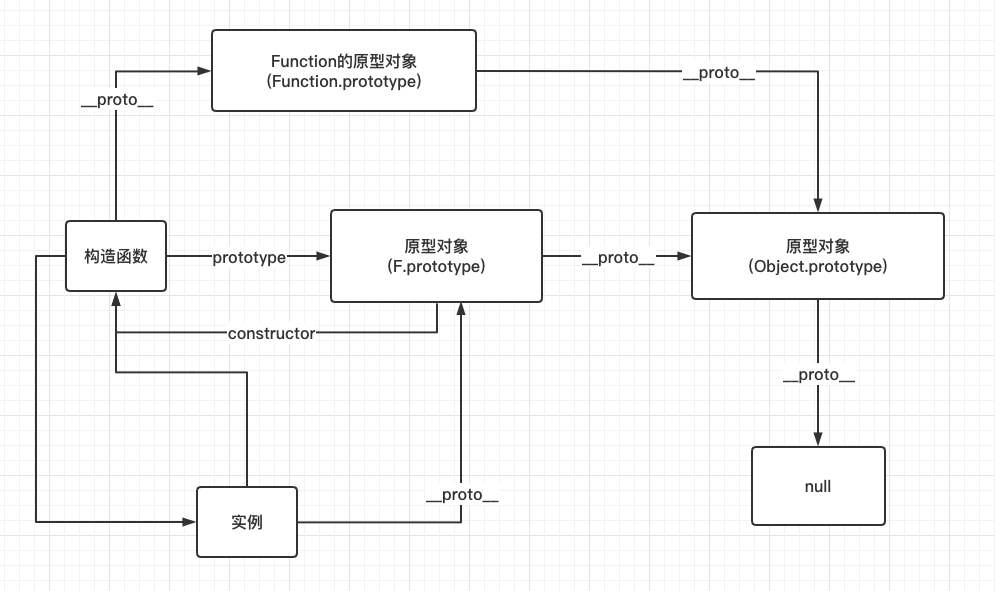 Function的原型对象
(Function.prototype)
__proto__
__proto__
构造函数
prototype
原型对象
(F.prototype)
__proto__
原型对象
(Object.prototype)
constructor
__proto__
__proto__
null
实例